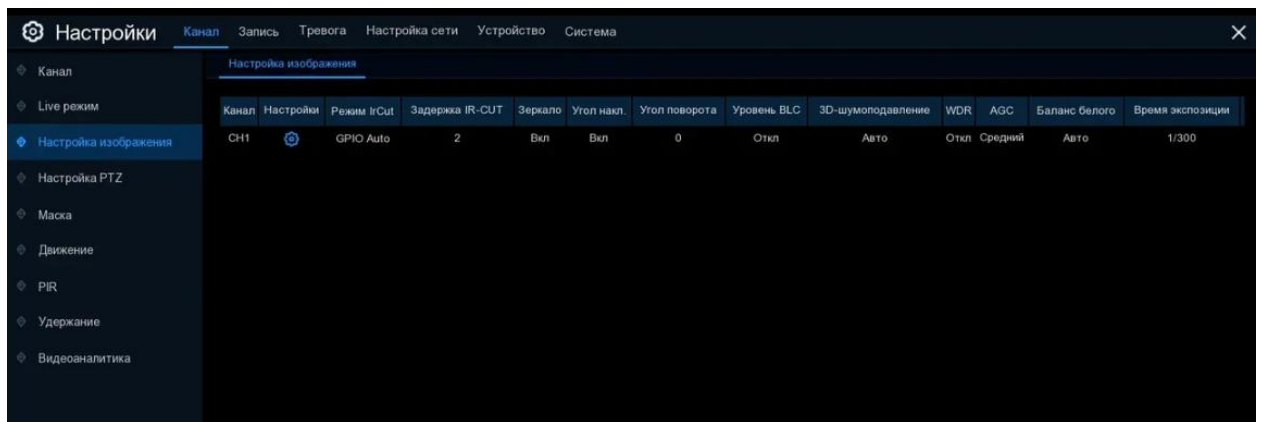 Настройки Канал Запись Тревога Настройка сети Устройство Система
Канал
Live режим
Настройка изображения
Настройка PTZ
Маска
Движение
PIR
Удержание
Видеоаналитика
Настройка изображения
Канал Настройки Режим IrCut Задержка IR-CUT Зеркало Угол накл. Угол поворота Уровень BLC 3D-шумоподавление WDR AGC Баланс белого Время экспозиции
CH1 GPIO Auto 2 Вкл Вкл 0 Откл Авто Откл Средний Авто 1/300